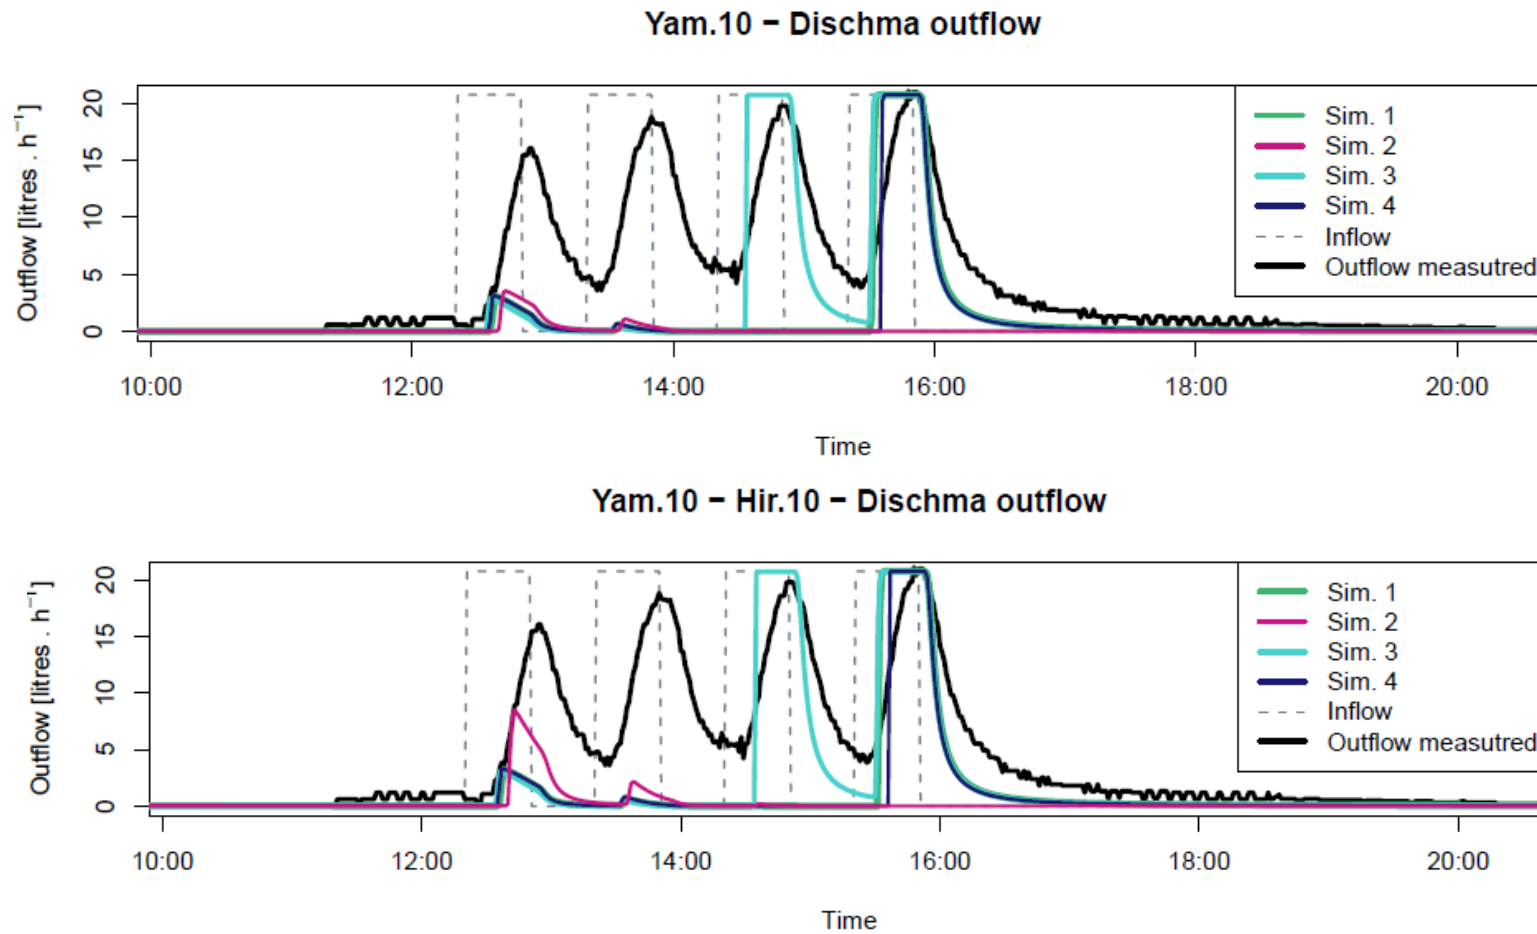 Yam.10 − Dischma outflow
Outflow [litres . h⁻¹]
20
15
10
5
0
Sim. 1
Sim. 2
Sim. 3
Sim. 4
Inflow
Outflow measutred
10:00 12:00 14:00 16:00 18:00 20:00
Time
Yam.10 − Hir.10 − Dischma outflow
Outflow [litres . h⁻¹]
20
15
10
5
0
Sim. 1
Sim. 2
Sim. 3
Sim. 4
Inflow
Outflow measutred
10:00 12:00 14:00 16:00 18:00 20:00
Time